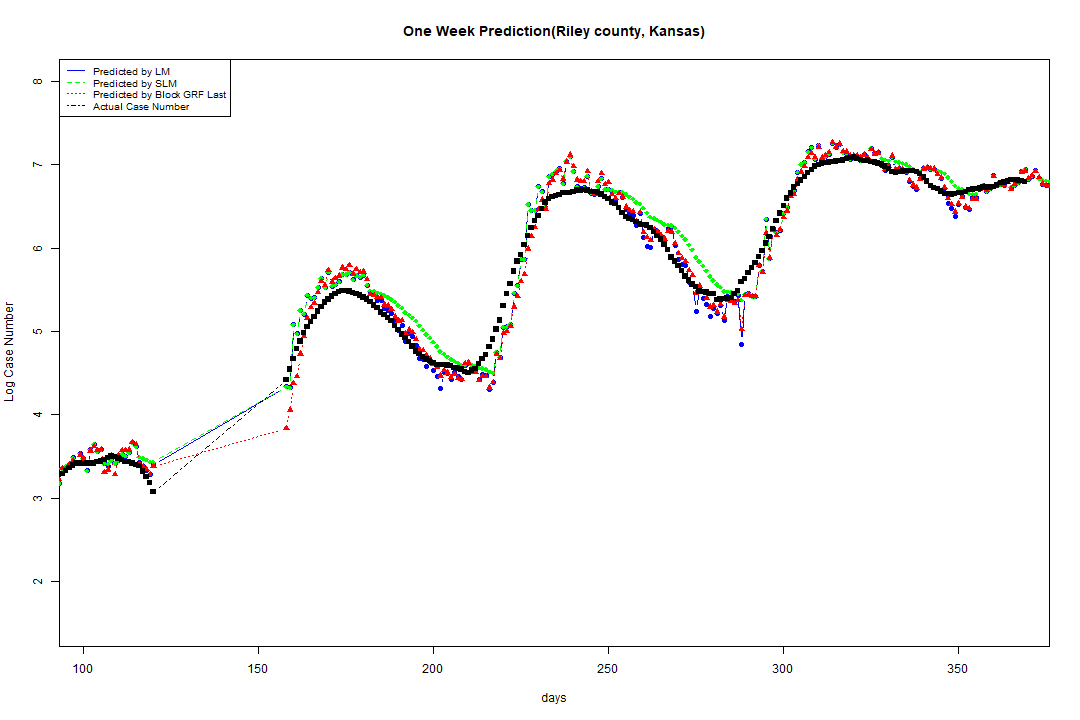 One Week Prediction(Riley county, Kansas)
Predicted by LM
Predicted by SLM
Predicted by Block GRF Last
Actual Case Number
8
7
6
5
4
3
2
Log Case Number
100 150 200 250 300 350
days